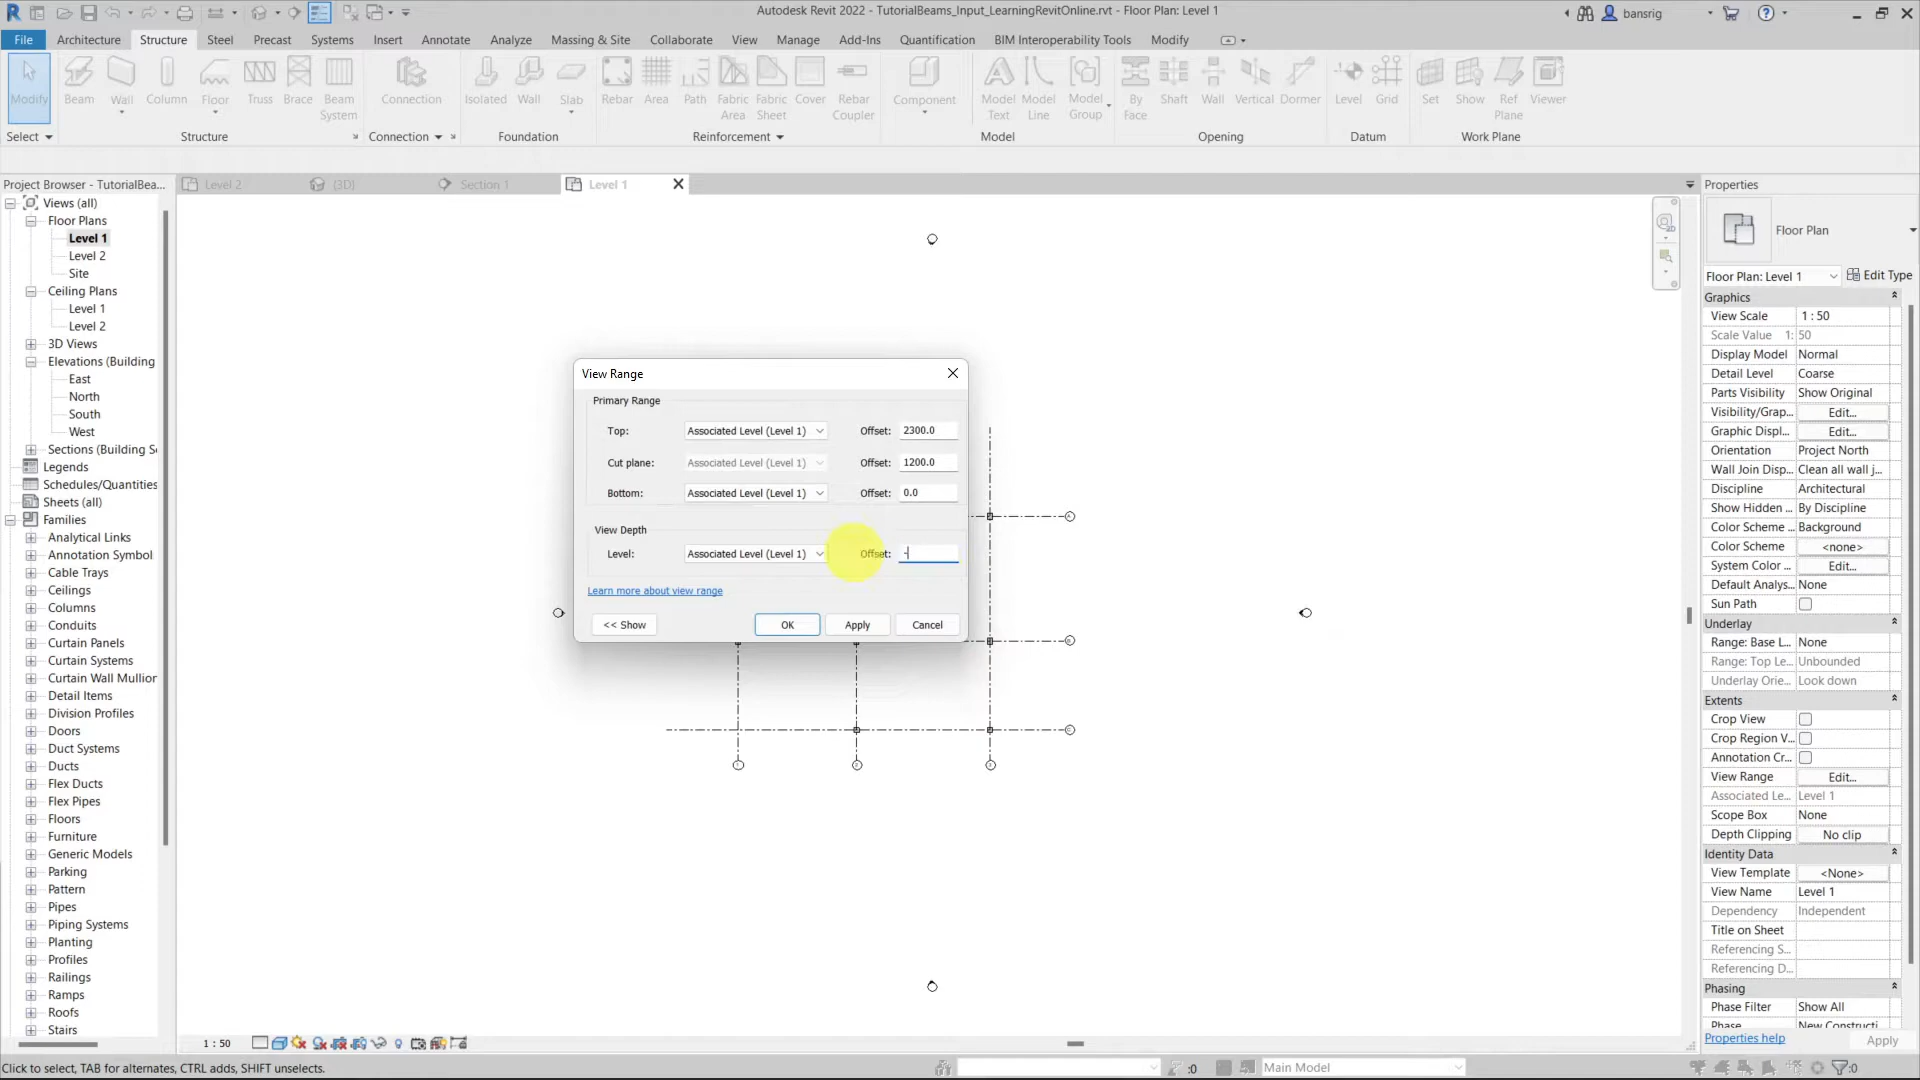 Autodesk Revit 2022 - TutorialBeams_Input_LearningRevitOnline.rvt - Floor Plan: Level 1
bansrig
File Architecture Structure Steel Precast Systems Insert Annotate Analyze Massing & Site Collaborate View Manage Add-Ins Quantification BIM Interoperability Tools Modify
Modify Beam Wall Column Floor Truss Brace Beam System Connection Isolated Wall Slab Rebar Area Path Fabric Area Fabric Sheet Cover Rebar Coupler Component Model Text Model Line Model Group By Face Shaft Wall Vertical Dormer Level Grid Set Show Ref Plane Viewer
Select Structure Connection Foundation Reinforcement Model Opening Datum Work Plane
Project Browser - TutorialBea...
Level 2
{3D}
Section 1
Level 1
Views (all)
Floor Plans
Level 1
Level 2
Site
Ceiling Plans
Level 1
Level 2
3D Views
Elevations (Building
East
North
South
West
Sections (Building Se
Legends
Schedules/Quantities
Sheets (all)
Families
Analytical Links
Annotation Symbol
Cable Trays
Ceilings
Columns
Conduits
Curtain Panels
Curtain Systems
Curtain Wall Mullion
Detail Items
Division Profiles
Doors
Duct Systems
Ducts
Flex Ducts
Flex Pipes
Floors
Furniture
Generic Models
Parking
Pattern
Pipes
Piping Systems
Planting
Profiles
Railings
Ramps
Roofs
Stairs
View Range
Primary Range
Top: Associated Level (Level 1) Offset: 2300.0
Cut plane: Associated Level (Level 1) Offset: 1200.0
Bottom: Associated Level (Level 1) Offset: 0.0
View Depth
Level: Associated Level (Level 1) Offset: -
Learn more about view range
<< Show OK Apply Cancel
Properties
Floor Plan
Floor Plan: Level 1 Edit Type
Graphics
View Scale 1 : 50
Scale Value 1: 50
Display Model Normal
Detail Level Coarse
Parts Visibility Show Original
Visibility/Grap... Edit...
Graphic Displ... Edit...
Orientation Project North
Wall Join Disp... Clean all wall j...
Discipline Architectural
Show Hidden ... By Discipline
Color Scheme ... Background
Color Scheme <none>
System Color ... Edit...
Default Analys... None
Sun Path
Underlay
Range: Base L... None
Range: Top Le... Unbounded
Underlay Orie... Look down
Extents
Crop View
Crop Region V...
Annotation Cr...
View Range Edit...
Associated Le... Level 1
Scope Box None
Depth Clipping No clip
Identity Data
View Template <None>
View Name Level 1
Dependency Independent
Title on Sheet
Referencing S...
Referencing D...
Phasing
Phase Filter Show All
Phase New Constructi...
Properties help Apply
1 : 50
Click to select, TAB for alternates, CTRL adds, SHIFT unselects.
:0
Main Model
:0